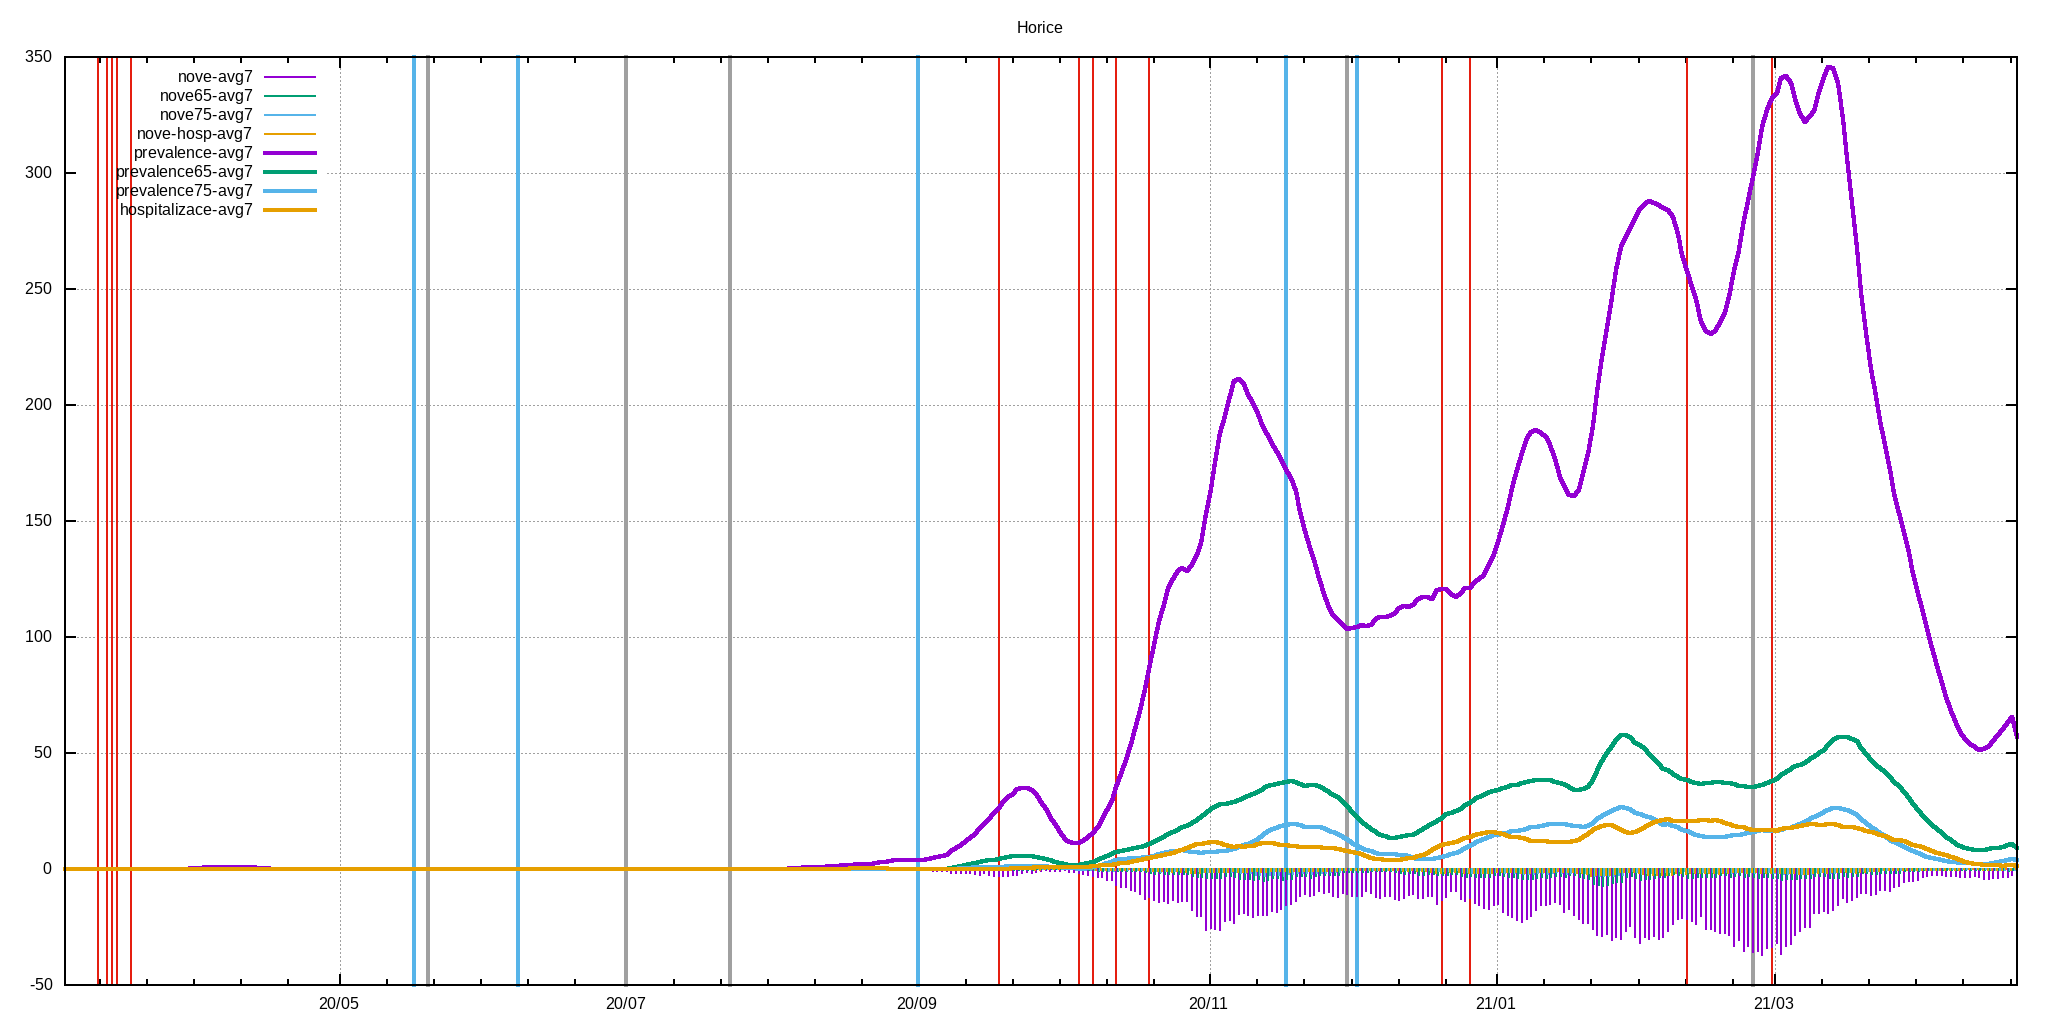 Horice
350
300
250
200
150
100
50
0
-50
nove-avg7
nove65-avg7
nove75-avg7
nove-hosp-avg7
prevalence-avg7
prevalence65-avg7
prevalence75-avg7
hospitalizace-avg7
20/05
20/07
20/09
20/11
21/01
21/03